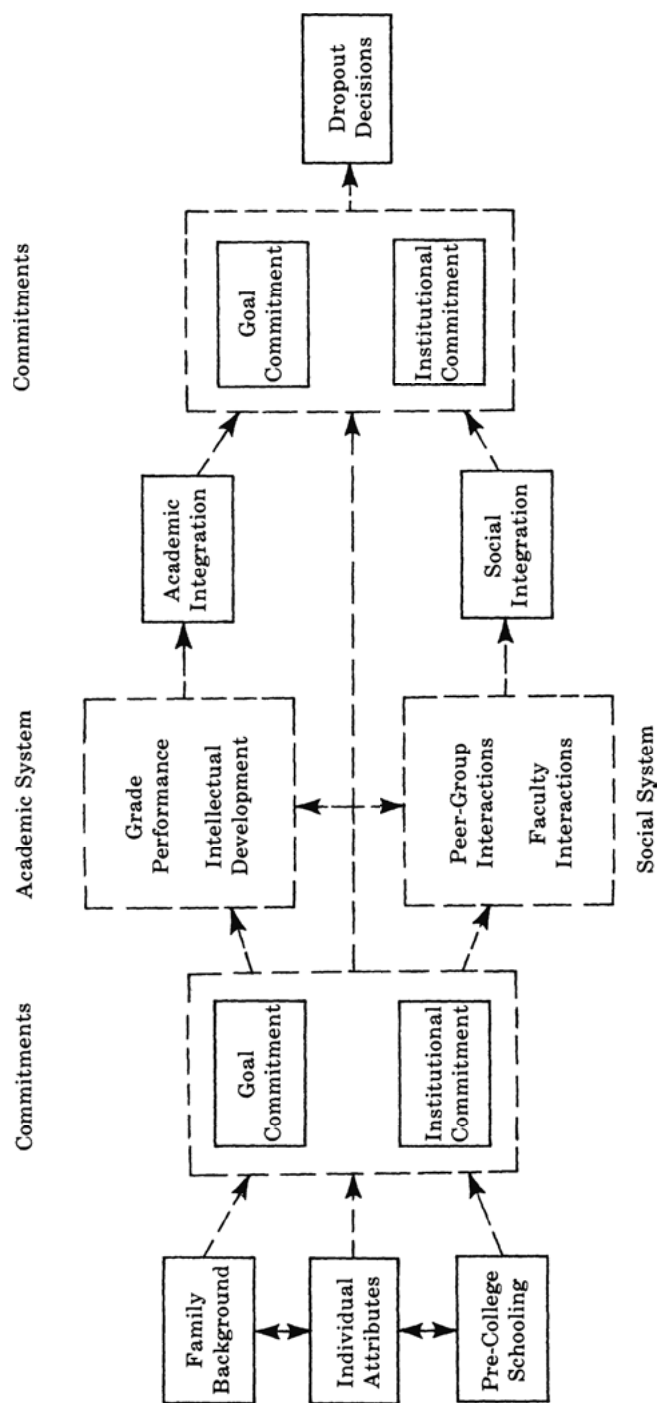 Commitments
Academic System
Commitments
Family
Background
Individual
Attributes
Pre-College
Schooling
Goal
Commitment
Institutional
Commitment
Grade
Performance
Intellectual
Development
Peer-Group
Interactions
Faculty
Interactions
Social System
Academic
Integration
Social
Integration
Goal
Commitment
Institutional
Commitment
Dropout
Decisions